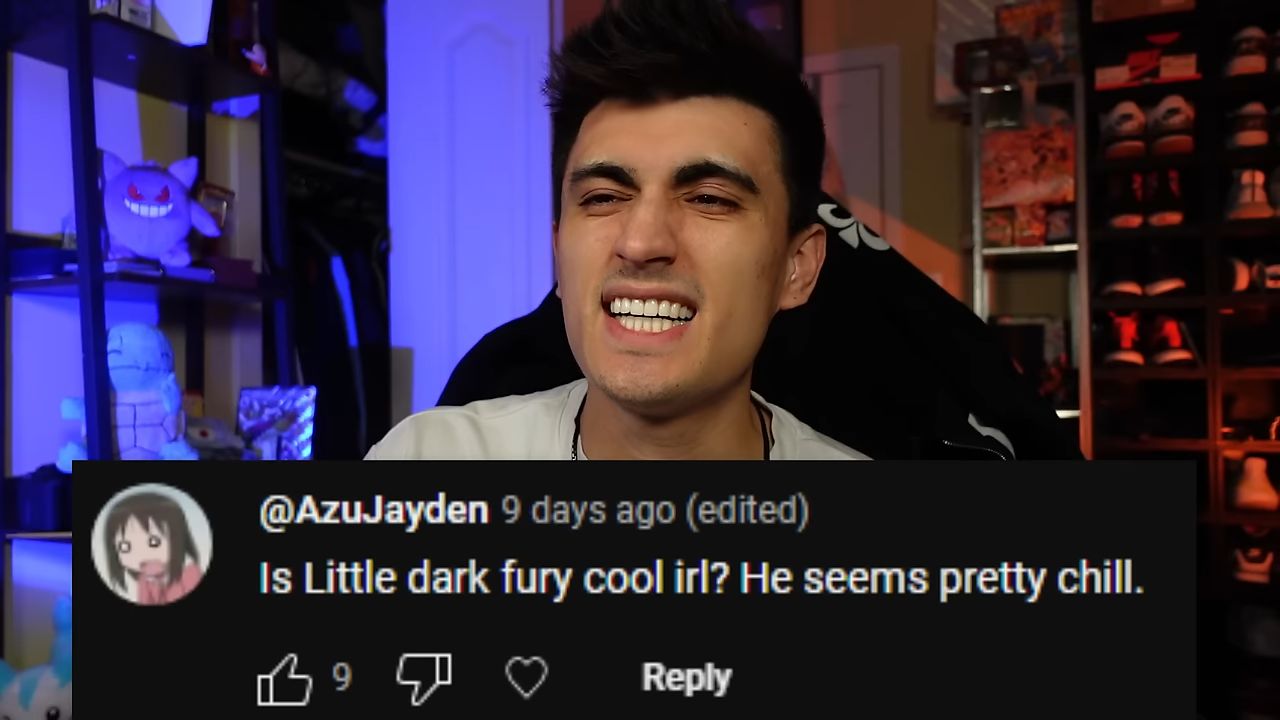 @AzuJayden 9 days ago (edited)
Is Little dark fury cool irl? He seems pretty chill.
9 Reply